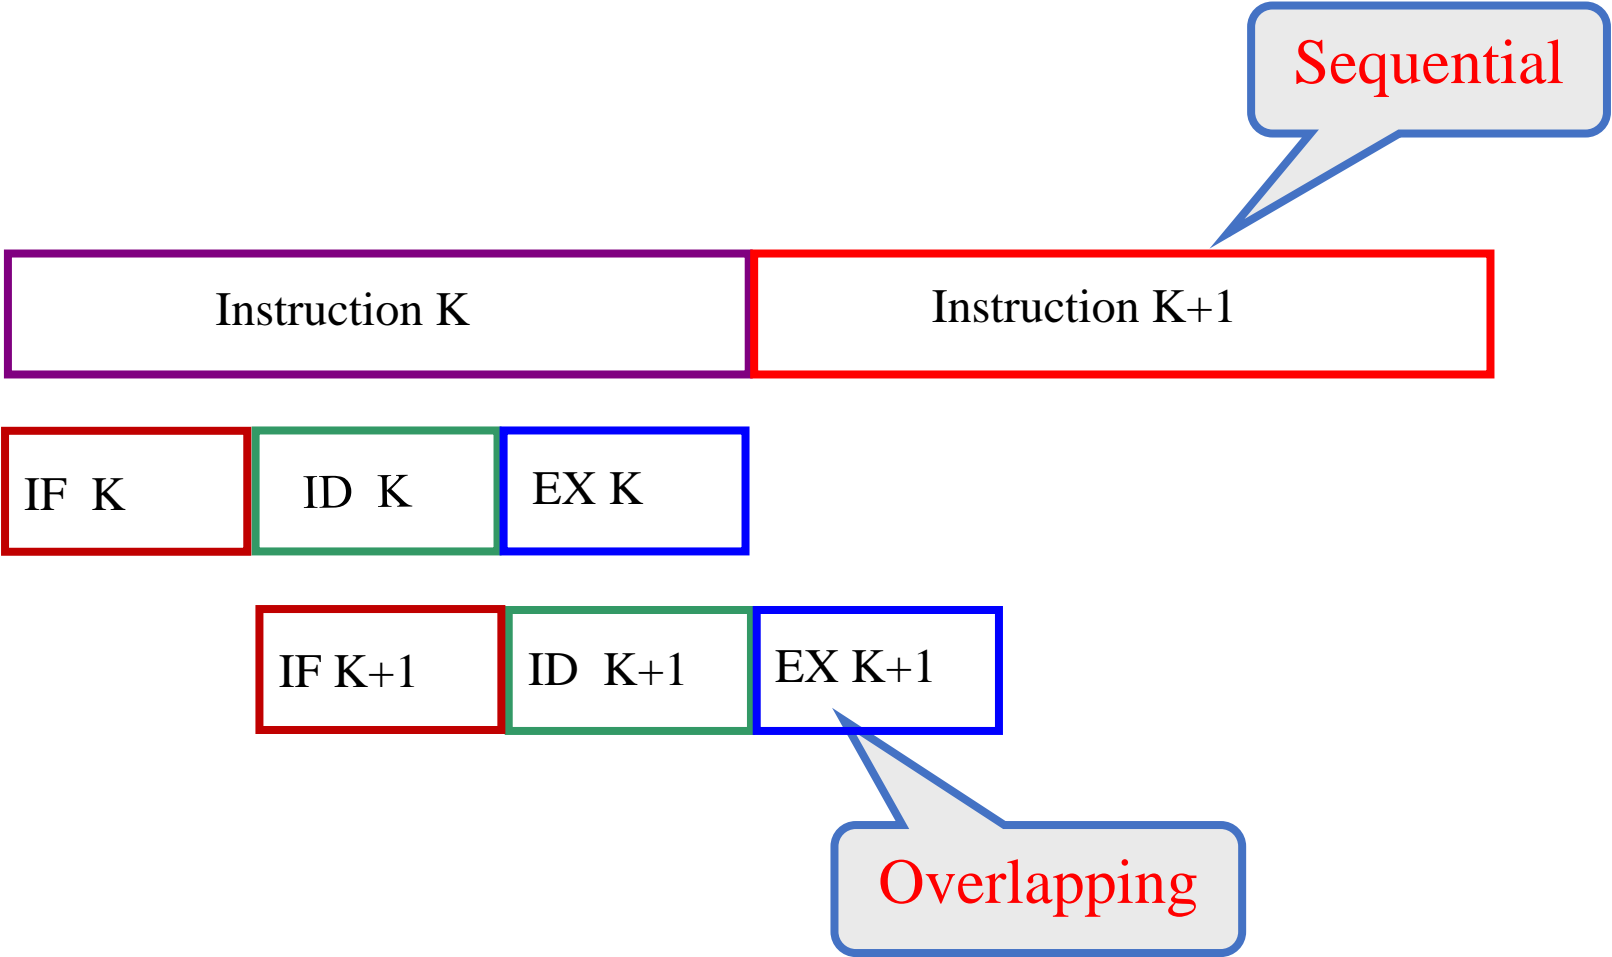 Sequential
Instruction K
Instruction K+1
IF K
ID K
EX K
IF K+1
ID K+1
EX K+1
Overlapping